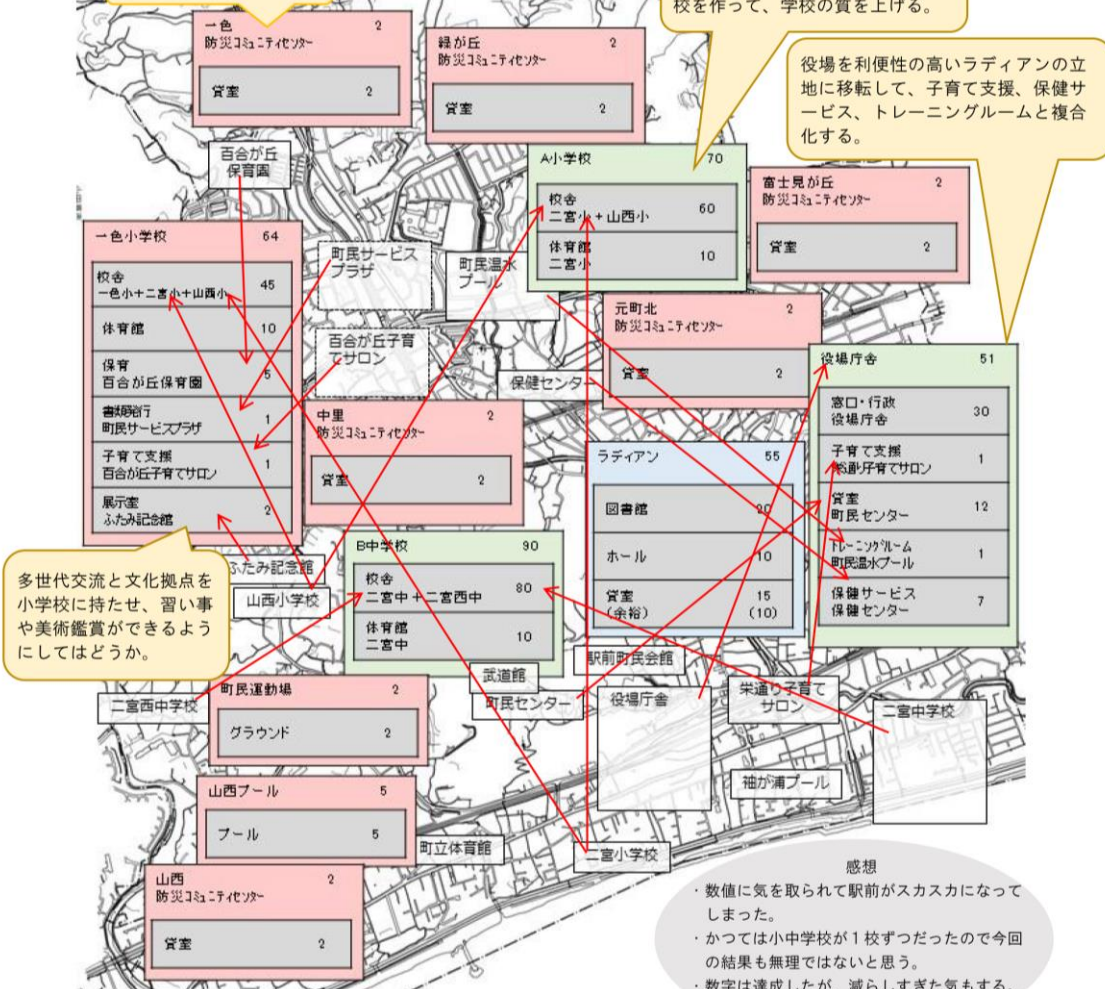 校を作って、学校の質を上げる。
役場を利便性の高いラディアンの立
地に移転して、子育て支援、保健サ
ービス、トレーニングルームと複合
化する。
一色 2
防災コミュニティセンター
貸室 2
緑が丘 2
防災コミュニティセンター
貸室 2
百合が丘
保育園
A小学校 70
校舎
二宮小+山西小 60
体育館
二宮小 10
富士見が丘 2
防災コミュニティセンター
貸室 2
一色小学校 64
校舎
一色小+二宮小+山西小 45
体育館 10
保育
百合が丘保育園 5
書類発行
町民サービスプラザ 1
子育て支援
百合が丘子育てサロン 1
展示室
ふたみ記念館 2
町民サービス
プラザ
町民温水
プール
百合が丘子育
てサロン
元町北 2
防災コミュニティセンター
貸室 2
保健センター
役場庁舎 51
窓口・行政
役場庁舎 30
子育て支援
栄通り子育てサロン 1
貸室
町民センター 12
トレーニングルーム
町民温水プール 1
保健サービス
保健センター 7
中里 2
防災コミュニティセンター
貸室 2
ラディアン 55
図書館 20
ホール 10
貸室 15
(余裕) (10)
B中学校 90
校舎
二宮中+二宮西中 80
体育館
二宮中 10
多世代交流と文化拠点を
小学校に持たせ、習い事
や美術鑑賞ができるよう
にしてはどうか。
ふたみ記念館
山西小学校
武道館
駅前町民会館
二宮西中学校
町民運動場 2
グラウンド 2
町民センター
役場庁舎
栄通り子育て
サロン
二宮中学校
袖が浦プール
山西プール 5
プール 5
町立体育館
二宮小学校
山西 2
防災コミュニティセンター
貸室 2
感想
・数値に気を取られて駅前がスカスカになって
しまった。
・かつては小中学校が1校ずつだったので今回
の結果も無理ではないと思う。
・数字は達成したが、減らしすぎた気もする。